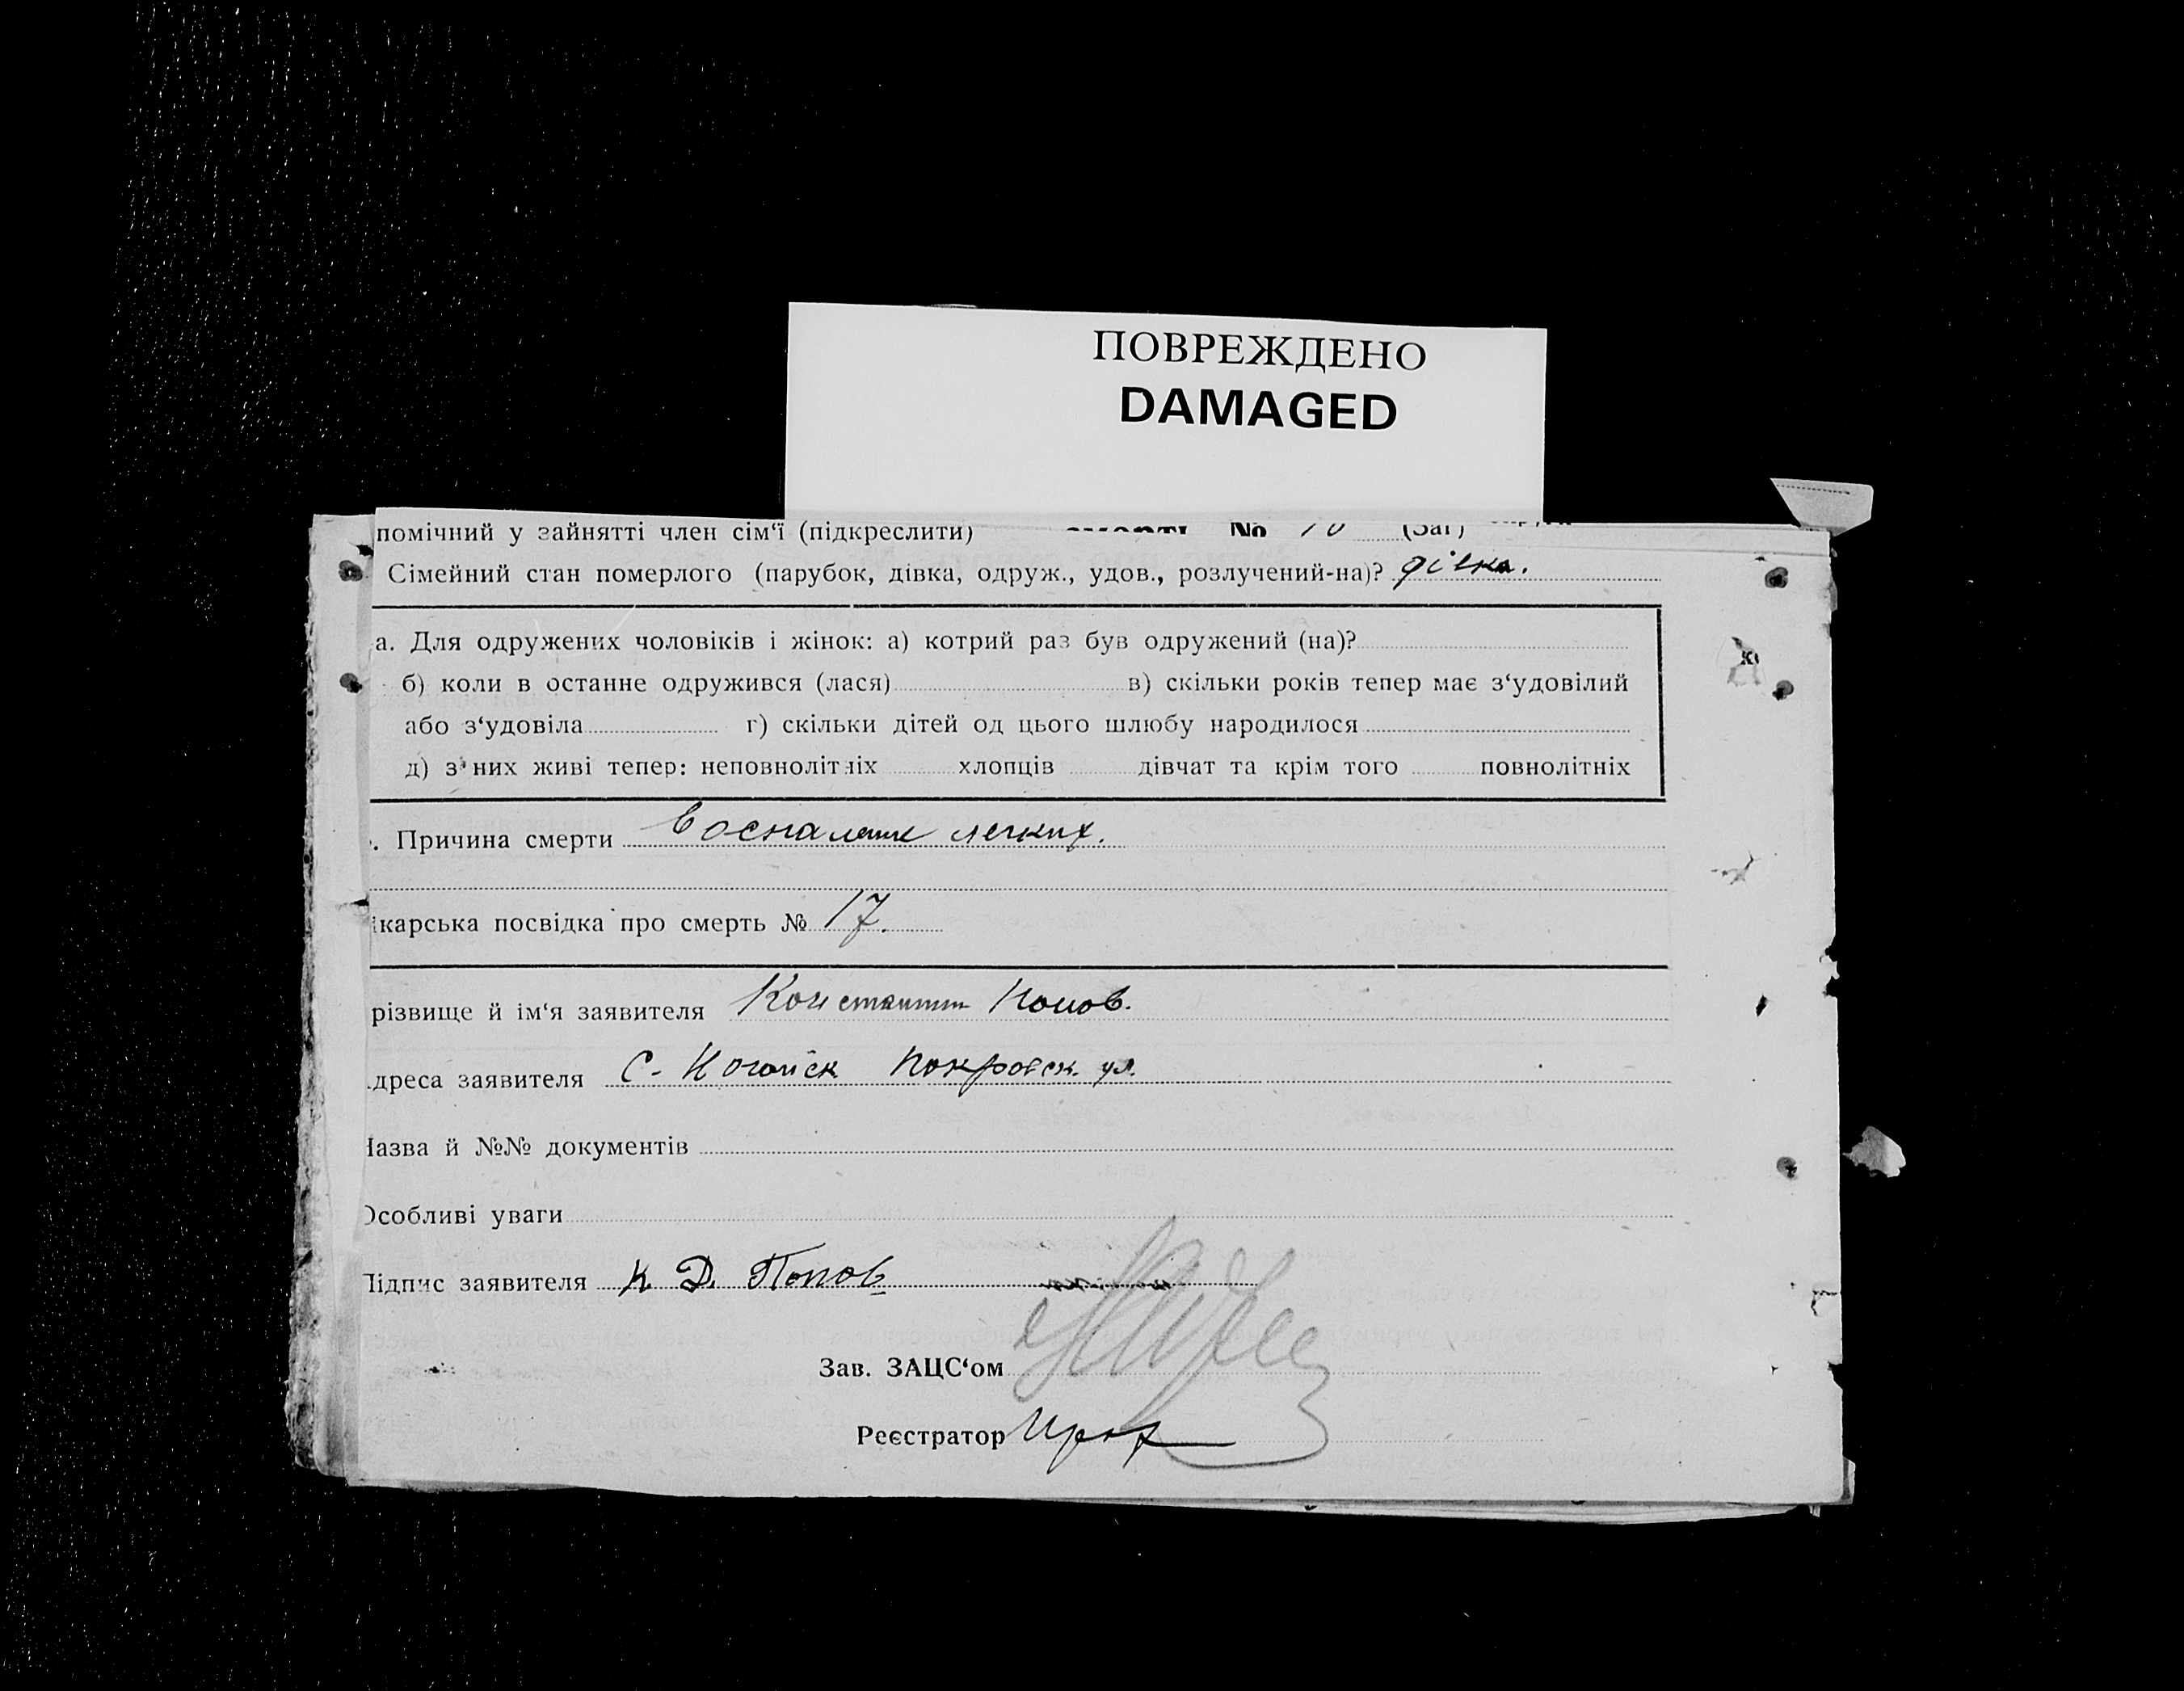 ПОВРЕЖДЕНО
DAMAGED
помічний у зайнятті член сім‘ї (підкреслити)
No (Заг)
Сімейний стан померлого (парубок, дівка, одруж., удов., розлучений-на)? дівка.
а. Для одружених чоловіків і жінок: а) котрий раз був одружений (на)?
б) коли в останне одружився (лася) в) скільки років тепер має з‘удовілий
або з‘удовіла г) скільки дітей од цього шлюбу народилося
д) з‘них живі тепер: неповнолітніх хлопців дівчат та крім того повнолітніх
. Причина смерти Воспаление легких.
ікарська посвідка про смерть № 17.
різвище й ім‘я заявителя Константин Попов.
дреса заявителя С. Ногайск Покровск. ул.
Назва й №№ документів
Особливі уваги
Підпис заявителя К. Д. Попов
Зав. ЗАЦС‘ом
Реєстратор